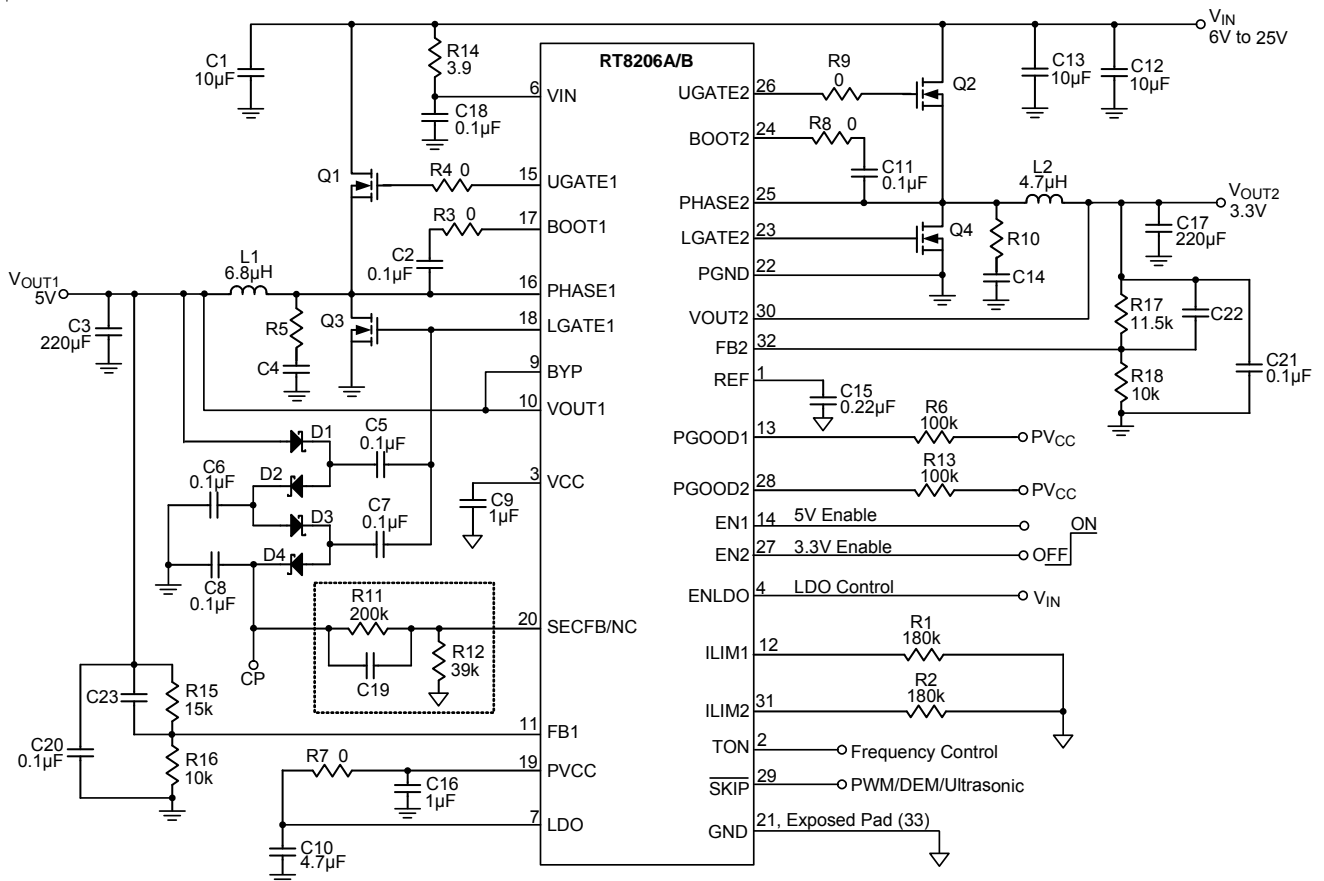 V_IN
6V to 25V
C1
10µF
R14
3.9
C18
0.1µF
RT8206A/B
6
VIN
UGATE2
26
R9
0
Q2
C13
10µF
C12
10µF
BOOT2
24
R8 0
C11
0.1µF
Q1
R4 0
15
UGATE1
R3 0
17
BOOT1
C2
0.1µF
PHASE2
25
L2
4.7µH
V_OUT2
3.3V
C17
220µF
LGATE2
23
Q4
R10
C14
PGND
22
V_OUT1
5V
L1
6.8µH
16
PHASE1
C3
220µF
R5
C4
Q3
18
LGATE1
VOUT2
30
R17
11.5k
C22
9
BYP
FB2
32
10
VOUT1
REF
1
C15
0.22µF
R18
10k
C21
0.1µF
D1
C5
0.1µF
PGOOD1
13
R6
100k
PV_CC
C6
0.1µF
D2
3
VCC
C9
1µF
PGOOD2
28
R13
100k
PV_CC
D3
C7
0.1µF
EN1
14
5V Enable
ON
D4
EN2
27
3.3V Enable
OFF
C8
0.1µF
ENLDO
4
LDO Control
V_IN
R11
200k
20
SECFB/NC
R12
39k
C19
CP
ILIM1
12
R1
180k
C23
R15
15k
ILIM2
31
R2
180k
11
FB1
C20
0.1µF
R16
10k
TON
2
Frequency Control
R7 0
19
PVCC
C16
1µF
SKIP
29
PWM/DEM/Ultrasonic
7
LDO
C10
4.7µF
GND
21, Exposed Pad (33)